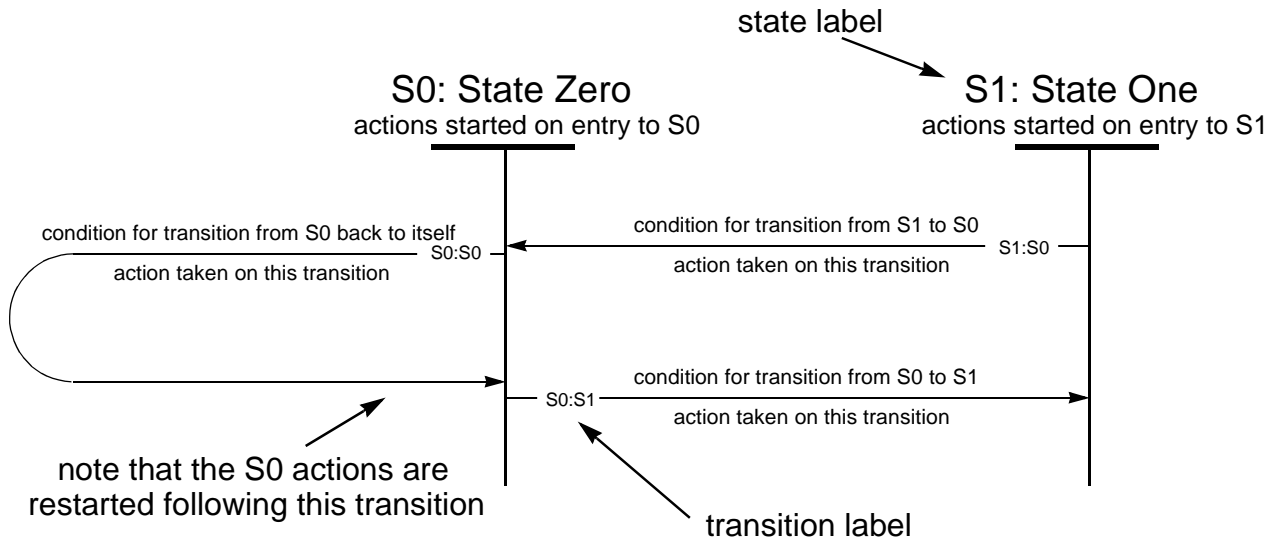 state label
S0: State Zero
actions started on entry to S0
S1: State One
actions started on entry to S1
condition for transition from S0 back to itself
S0:S0
action taken on this transition
condition for transition from S1 to S0
S1:S0
action taken on this transition
condition for transition from S0 to S1
S0:S1
action taken on this transition
note that the S0 actions are
restarted following this transition
transition label